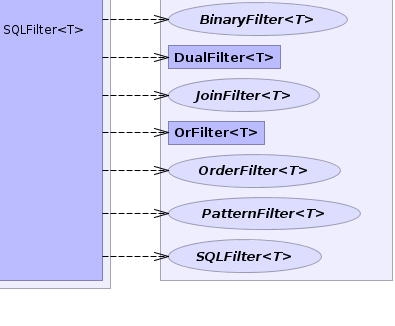 BinaryFilter<T>
SQLFilter<T>
DualFilter<T>
JoinFilter<T>
OrFilter<T>
OrderFilter<T>
PatternFilter<T>
SQLFilter<T>